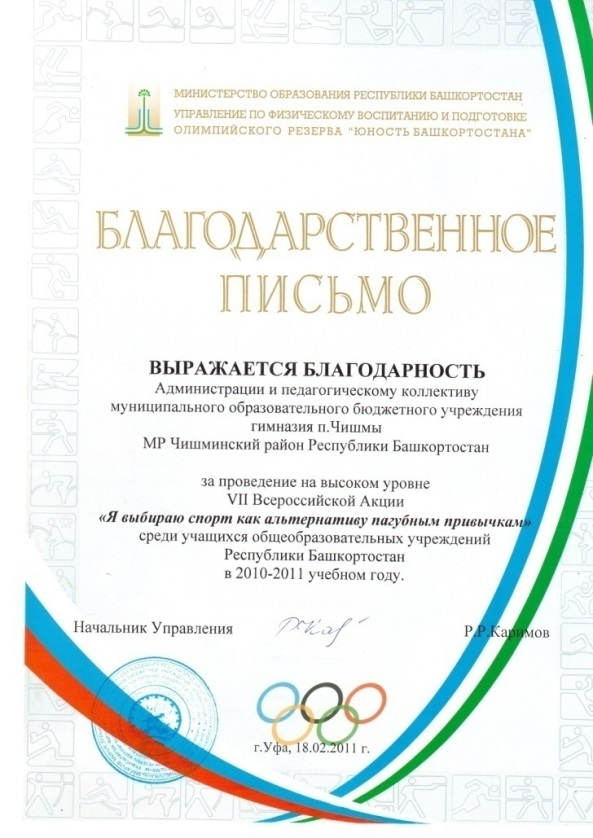 МИНИСТЕРСТВО ОБРАЗОВАНИЯ РЕСПУБЛИКИ БАШКОРТОСТАН
УПРАВЛЕНИЕ ПО ФИЗИЧЕСКОМУ ВОСПИТАНИЮ И ПОДГОТОВКЕ
ОЛИМПИЙСКОГО РЕЗЕРВА "ЮНОСТЬ БАШКОРТОСТАНА"
БЛАГОДАРСТВЕННОЕ
ПИСЬМО
ВЫРАЖАЕТСЯ БЛАГОДАРНОСТЬ
Администрации и педагогическому коллективу
муниципального образовательного бюджетного учреждения
гимназия п.Чишмы
МР Чишминский район Республики Башкортостан
за проведение на высоком уровне
VII Всероссийской Акции
«Я выбираю спорт как альтернативу пагубным привычкам»
среди учащихся общеобразовательных учреждений
Республики Башкортостан
в 2010-2011 учебном году.
Начальник Управления Р.Р.Каримов
г.Уфа, 18.02.2011 г.